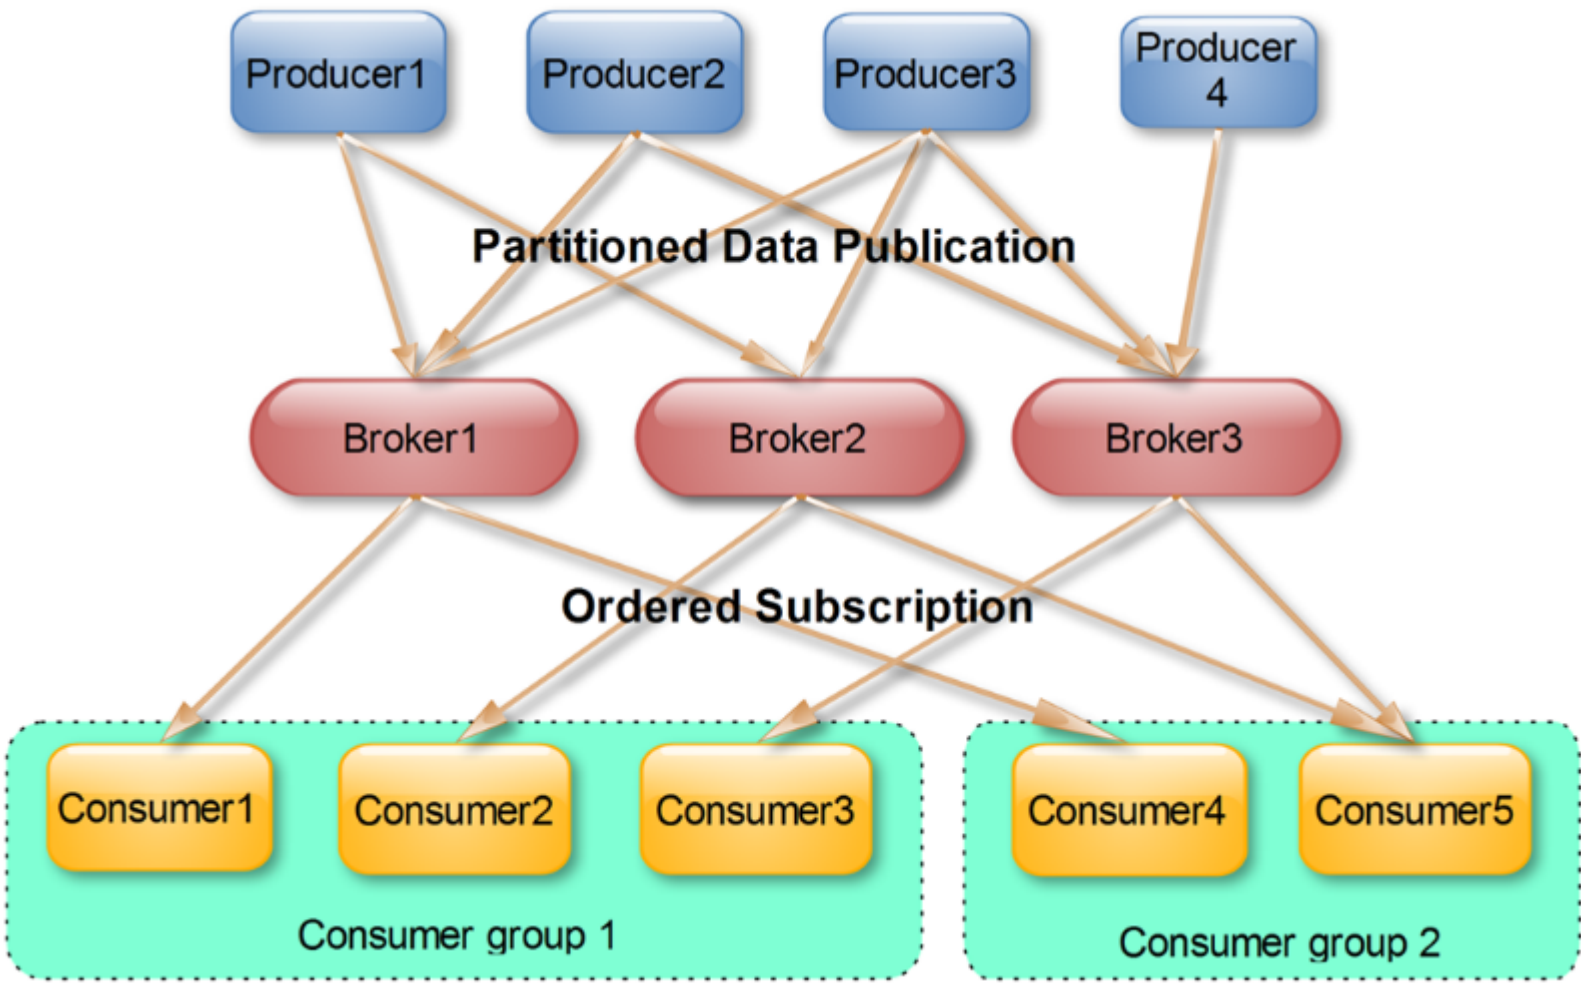 Producer1
Producer2
Producer3
Producer
4
Partitioned Data Publication
Broker1
Broker2
Broker3
Ordered Subscription
Consumer1
Consumer2
Consumer3
Consumer4
Consumer5
Consumer group 1
Consumer group 2